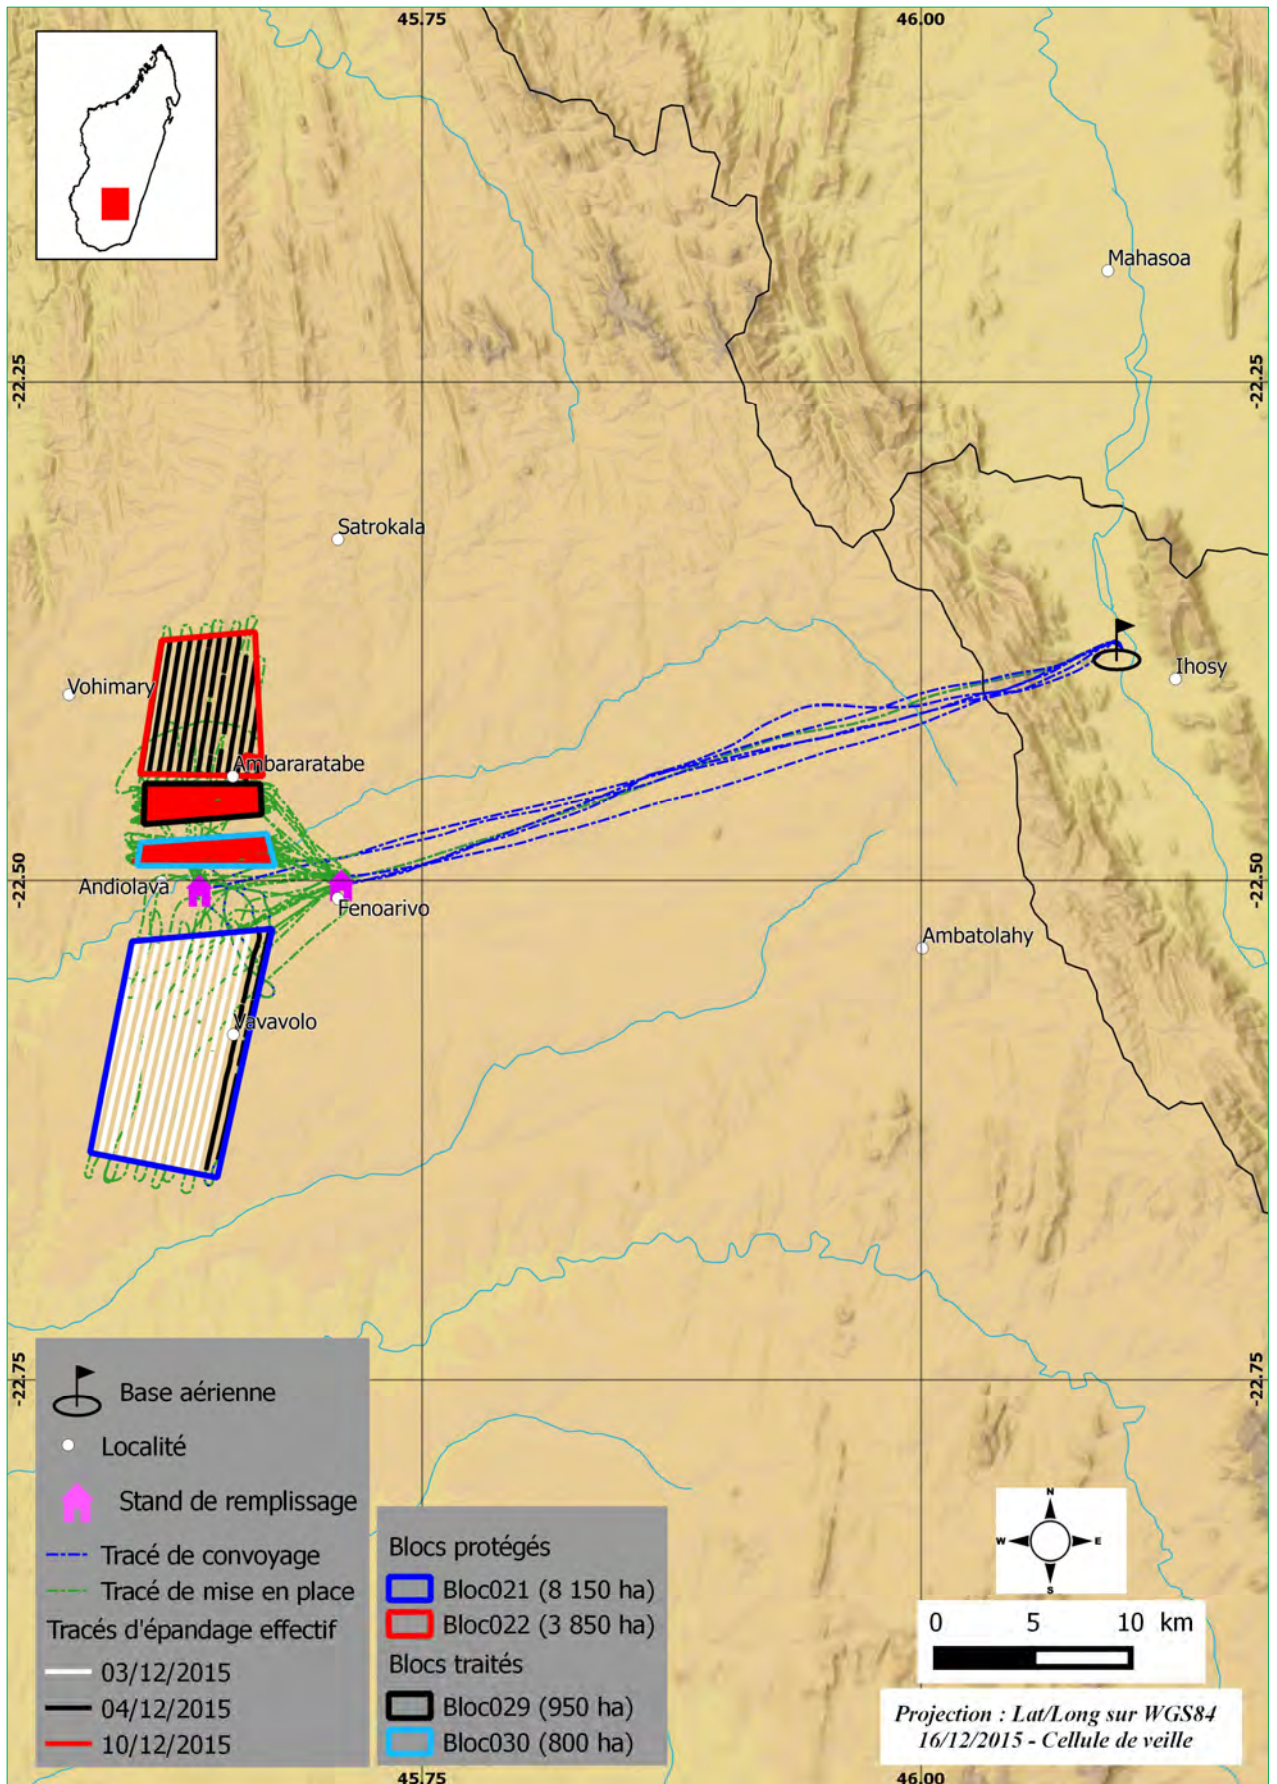 45.75
46.00
Mahasoa
-22.25
-22.25
Satrokala
Vohimary
Ihosy
Ambararatabe
-22.50
-22.50
Andiolava
Fenoarivo
Ambatolahy
Vavavolo
-22.75
-22.75
Base aérienne
Localité
Stand de remplissage
Tracé de convoyage
Tracé de mise en place
Tracés d'épandage effectif
03/12/2015
04/12/2015
10/12/2015
Blocs protégés
Bloc021 (8 150 ha)
Bloc022 (3 850 ha)
Blocs traités
Bloc029 (950 ha)
Bloc030 (800 ha)
N
W
E
S
0 5 10 km
Projection : Lat/Long sur WGS84
16/12/2015 - Cellule de veille
45.75
46.00